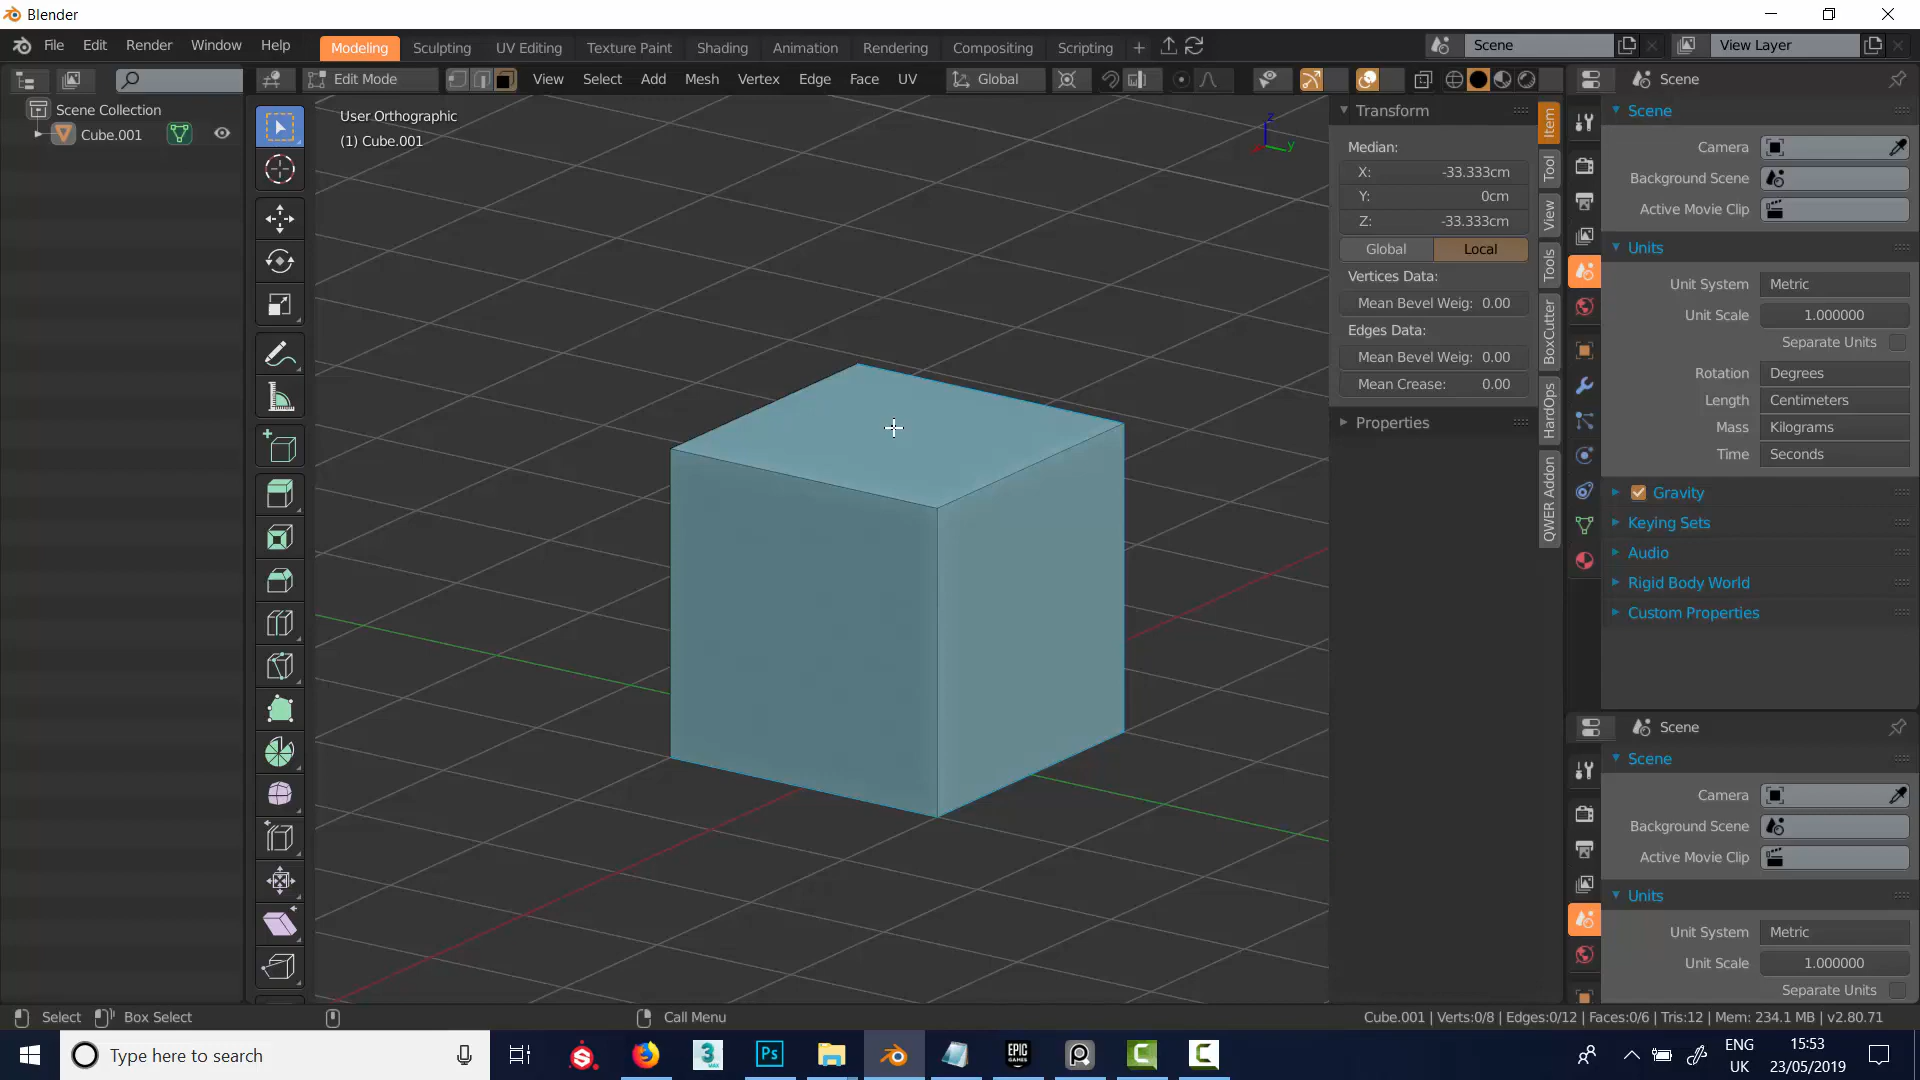 Blender
File Edit Render Window Help
Modeling Sculpting UV Editing Texture Paint Shading Animation Rendering Compositing Scripting +
Scene
View Layer
Edit Mode
View Select Add Mesh Vertex Edge Face UV
Global
Scene
Scene Collection
Cube.001
User Orthographic
(1) Cube.001
Z
Y
Transform
Median:
X: -33.333cm
Y: 0cm
Z: -33.333cm
Global Local
Vertices Data:
Mean Bevel Weig: 0.00
Edges Data:
Mean Bevel Weig: 0.00
Mean Crease: 0.00
Properties
Item
Tool
View
Tools
BoxCutter
HardOps
QWER Addon
Scene
Camera
Background Scene
Active Movie Clip
Units
Unit System Metric
Unit Scale 1.000000
Separate Units
Rotation Degrees
Length Centimeters
Mass Kilograms
Time Seconds
Gravity
Keying Sets
Audio
Rigid Body World
Custom Properties
Scene
Scene
Camera
Background Scene
Active Movie Clip
Units
Unit System Metric
Unit Scale 1.000000
Separate Units
Select Box Select Call Menu
Cube.001 | Verts:0/8 | Edges:0/12 | Faces:0/6 | Tris:12 | Mem: 234.1 MB | v2.80.71
Type here to search
3
Ps
EPIC
GAMES
ENG
UK
15:53
23/05/2019